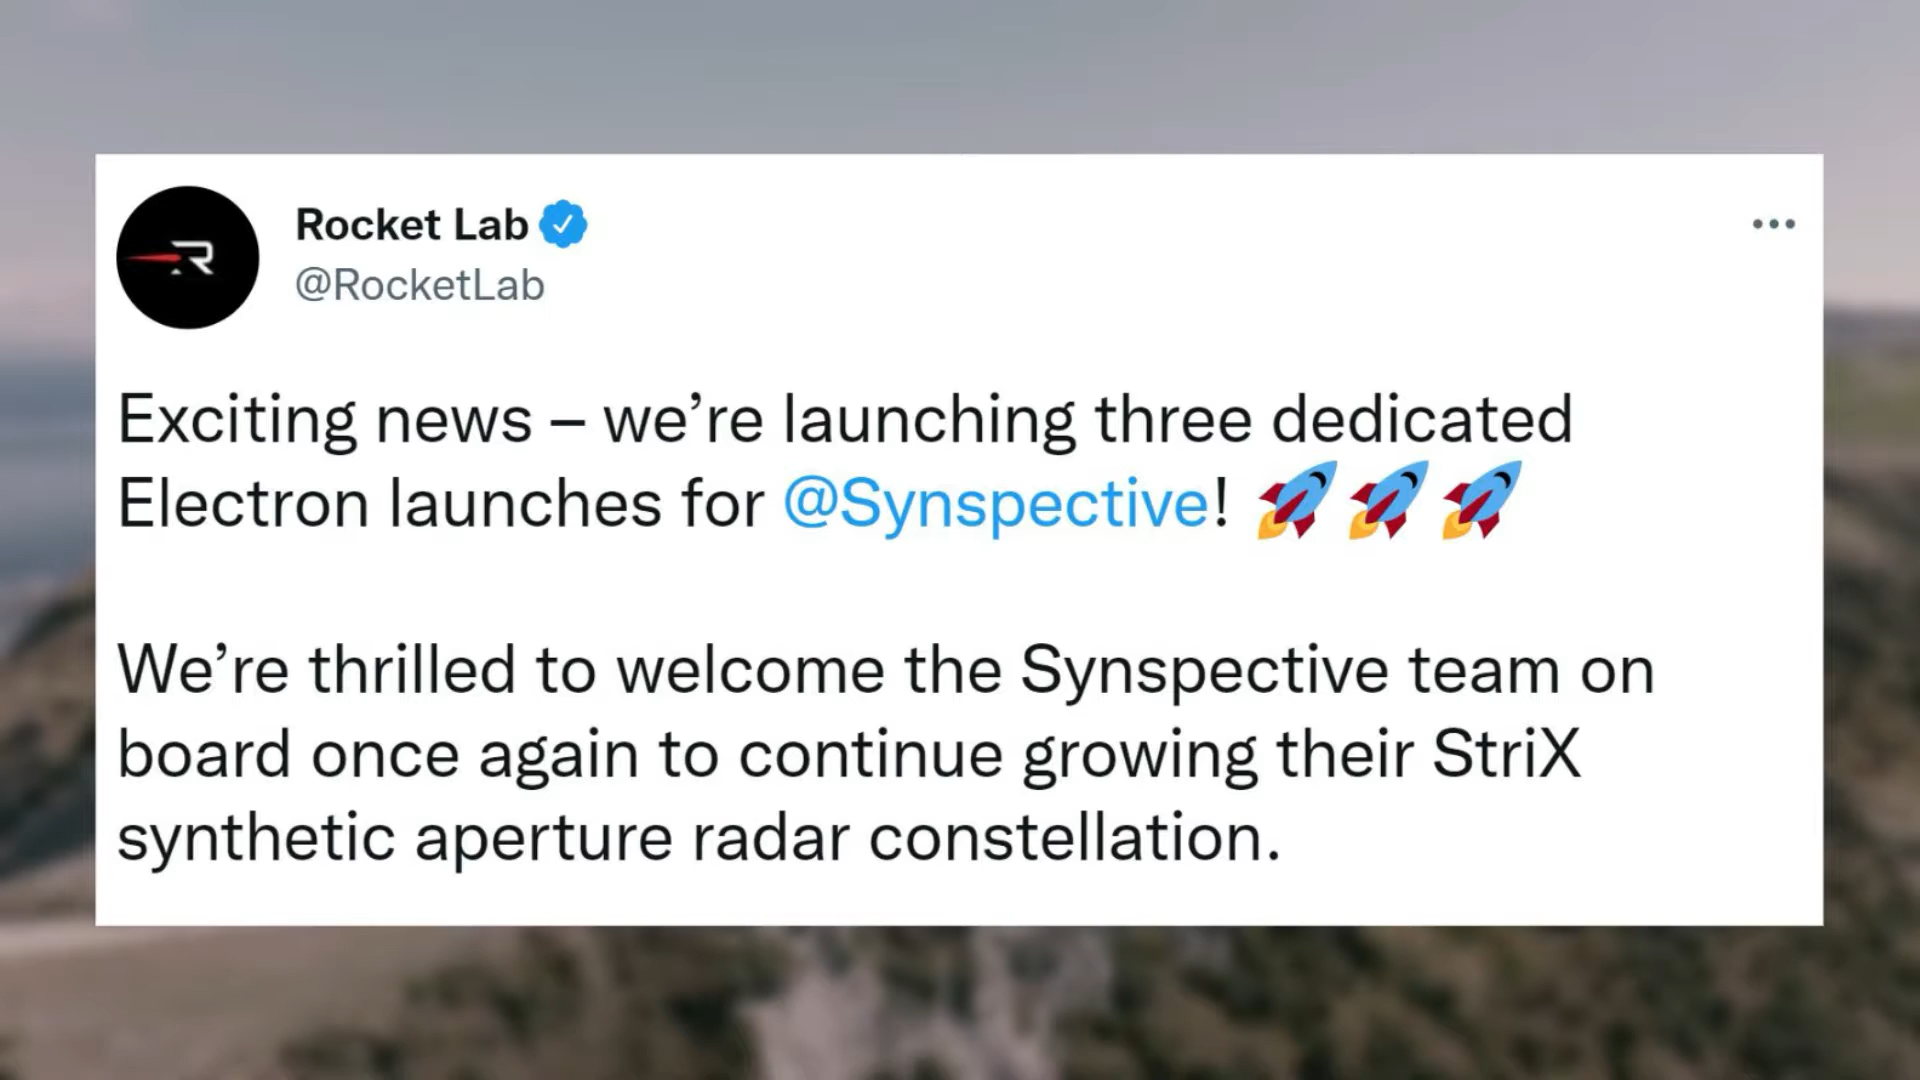 Rocket Lab
@RocketLab
Exciting news – we’re launching three dedicated
Electron launches for @Synspective! 🚀🚀🚀
We’re thrilled to welcome the Synspective team on
board once again to continue growing their StriX
synthetic aperture radar constellation.